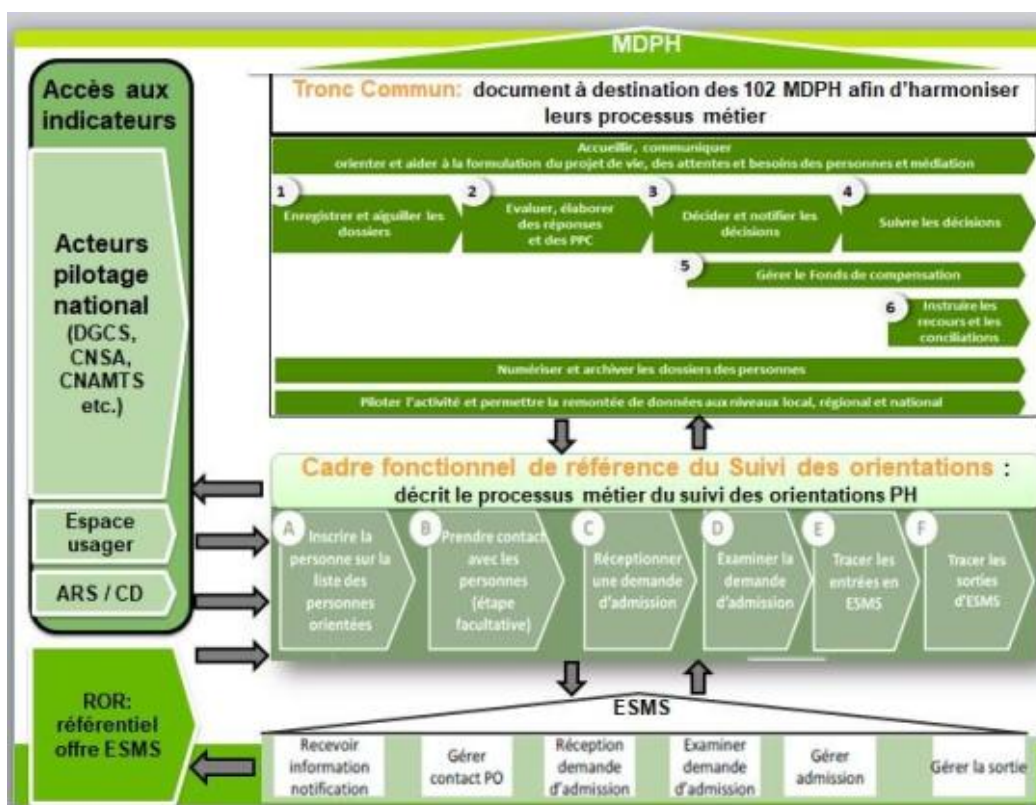 MDPH
Tronc Commun: document à destination des 102 MDPH afin d'harmoniser
leurs processus métier
Accès aux
indicateurs
Acteurs
pilotage
national
(DGCS,
CNSA,
CNAMTS
etc.)
Espace
usager
ARS / CD
ROR:
référentiel
offre ESMS
Accueillir, communiquer
orienter et aider à la formulation du projet de vie, des attentes et besoins des personnes et médiation
1
Enregistrer et aiguiller les
dossiers
2
Evaluer, élaborer
des réponses
et des PPC
3
Décider et notifier les
décisions
4
Suivre les décisions
5
Gérer le Fonds de compensation
6
Instruire les
recours et les
conciliations
Numériser et archiver les dossiers des personnes
Piloter l'activité et permettre la remontée de données aux niveaux local, régional et national
Cadre fonctionnel de référence du Suivi des orientations :
décrit le processus métier du suivi des orientations PH
A
Inscrire la
personne sur la
liste des
personnes
orientées
B
Prendre contact
avec les
personnes
(étape
facultative)
C
Réceptionner
une demande
d'admission
D
Examiner la
demande
d'admission
E
Tracer les
entrées en
ESMS
F
Tracer les
sorties
d'ESMS
ESMS
Recevoir
information
notification
Gérer
contact PO
Réception
demande
d'admission
Examiner
demande
d'admission
Gérer
admission
Gérer la sortie